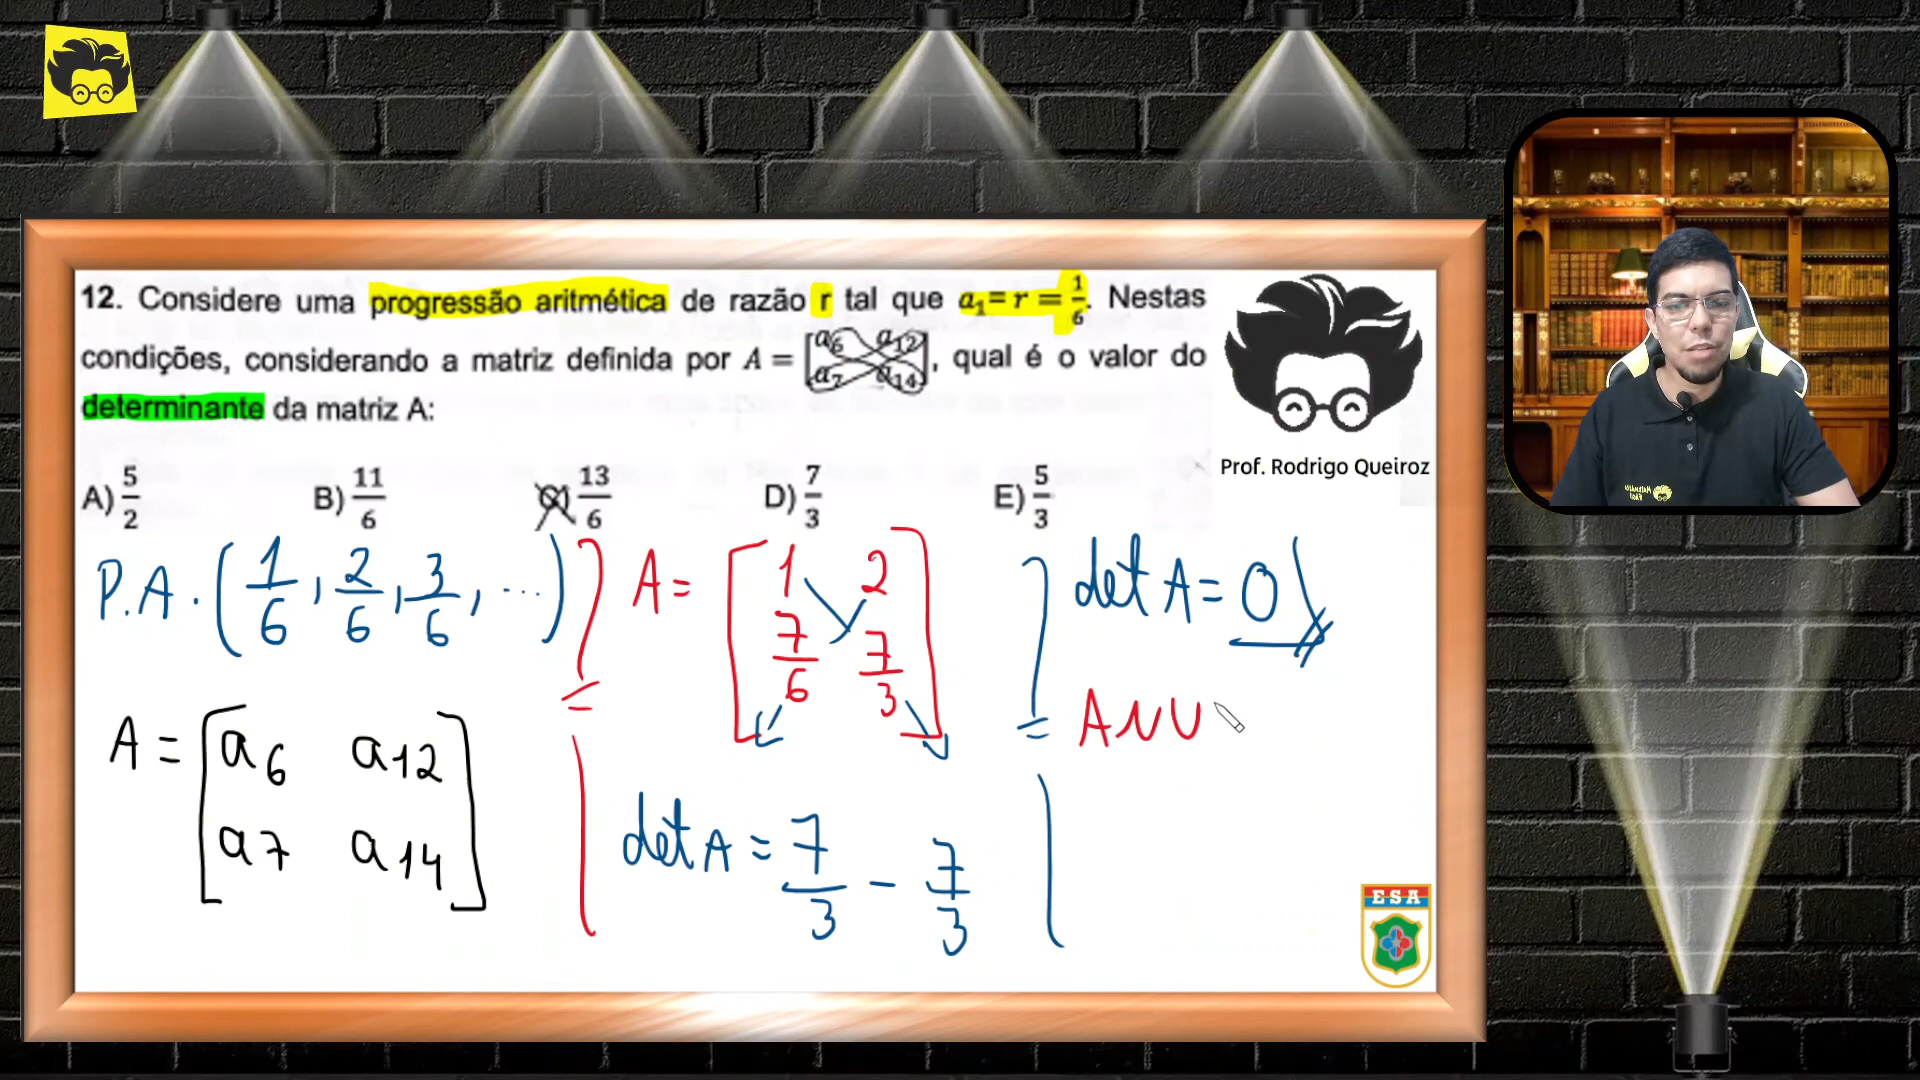 12. Considere uma progressão aritmética de razão r tal que a₁ = r = 1/6. Nestas
condições, considerando a matriz definida por A = [a₆ a₁₂; a₇ a₁₄], qual é o valor do
determinante da matriz A:
A) 5/2 B) 11/6 C) 13/6 D) 7/3 E) 5/3
Prof. Rodrigo Queiroz
P.A. (1/6, 2/6, 3/6, ...)
A = [a6 a12
a7 a14]
A = [1 2
7/6 7/3]
det A = 7/3 - 7/3
det A = 0
ANU
ESA